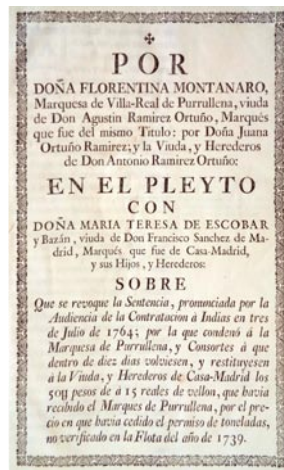 POR
DOÑA FLORENTINA MONTANARO,
Marquesa de Villa-Real de Purrullena, viuda
de Don Agustin Ramirez Ortuño, Marqués
que fue del mismo Titulo: por Doña Juana
Ortuño Ramirez; y la Viuda, y Herederos
de Don Antonio Ramirez Ortuño:
EN EL PLEYTO
CON
DOÑA MARIA TERESA DE ESCOBAR
y Bazán, viuda de Don Francisco Sanchez de Ma-
drid, Marqués que fue de Casa-Madrid,
y sus Hijos, y Herederos:
SOBRE
Que se revoque la Sentencia, pronunciada por la
Audiencia de la Contratacion à Indias en tres
de Julio de 1764; por la que condenó à la
Marquesa de Purrullena, y Consortes à que
dentro de diez dias volviesen, y restituyesen
à la Viuda, y Herederos de Casa-Madrid los
50y pesos de à 15 reales de vellon, que havia
recibido el Marques de Purrullena, por el pre-
cio en que havia cedido el permiso de toneladas,
no verificado en la Flota del año de 1739.